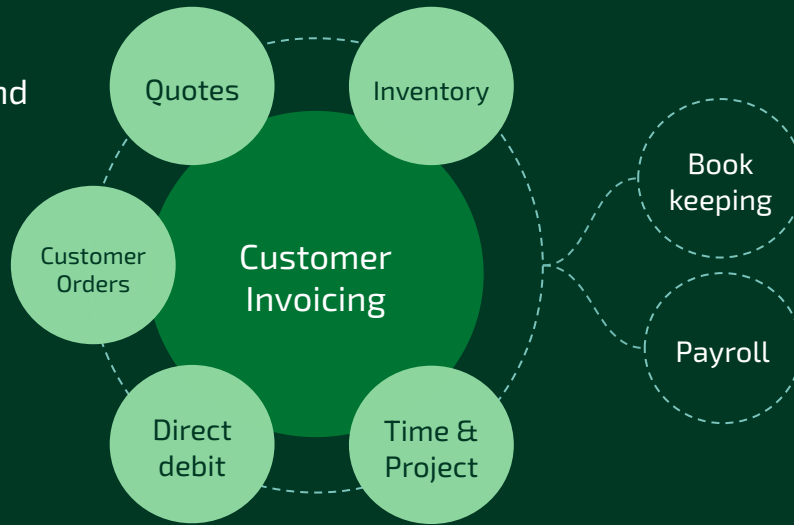 nd
Quotes
Inventory
Customer
Orders
Customer
Invoicing
Direct
debit
Time &
Project
Book
keeping
Payroll